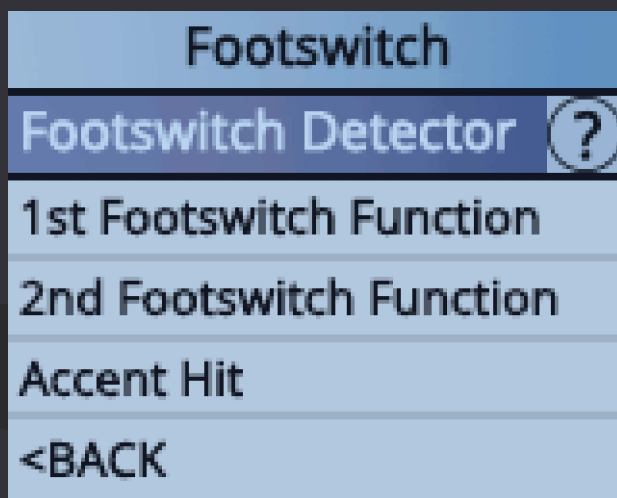 Footswitch
Footswitch Detector ?
1st Footswitch Function
2nd Footswitch Function
Accent Hit
<BACK